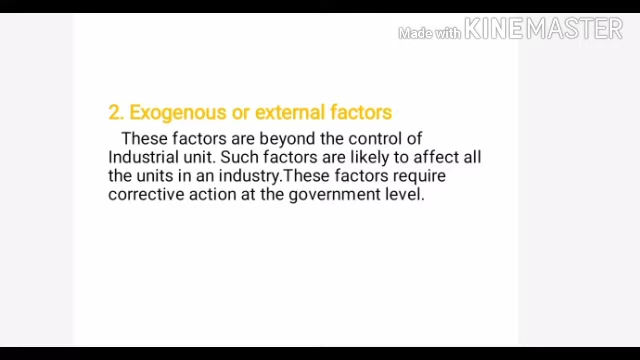 Made with KINEMASTER
2. Exogenous or external factors
These factors are beyond the control of
Industrial unit. Such factors are likely to affect all
the units in an industry.These factors require
corrective action at the government level.